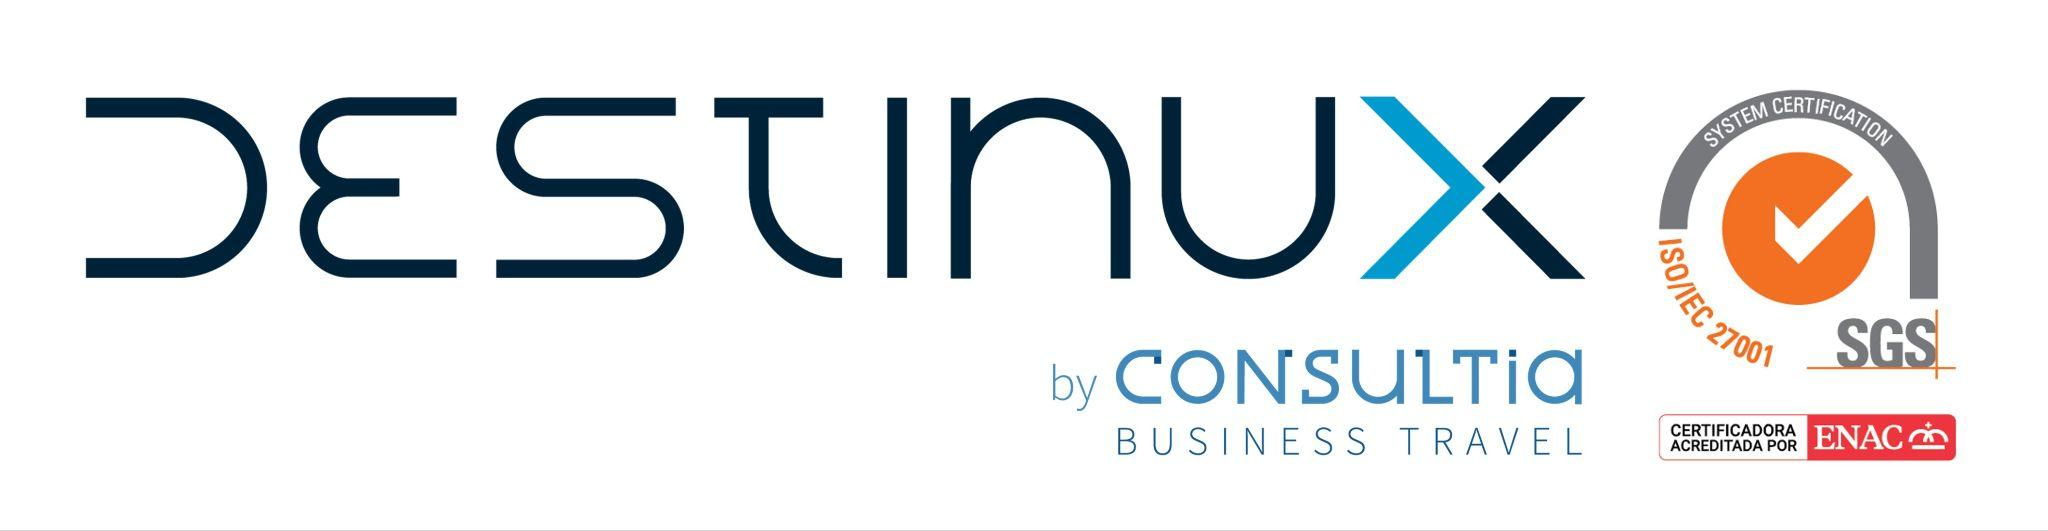 DESTINUX
by CONSULTia
BUSINESS TRAVEL
SYSTEM CERTIFICATION
ISO/IEC 27001
SGS
CERTIFICADORA
ACREDITADA POR
ENAC